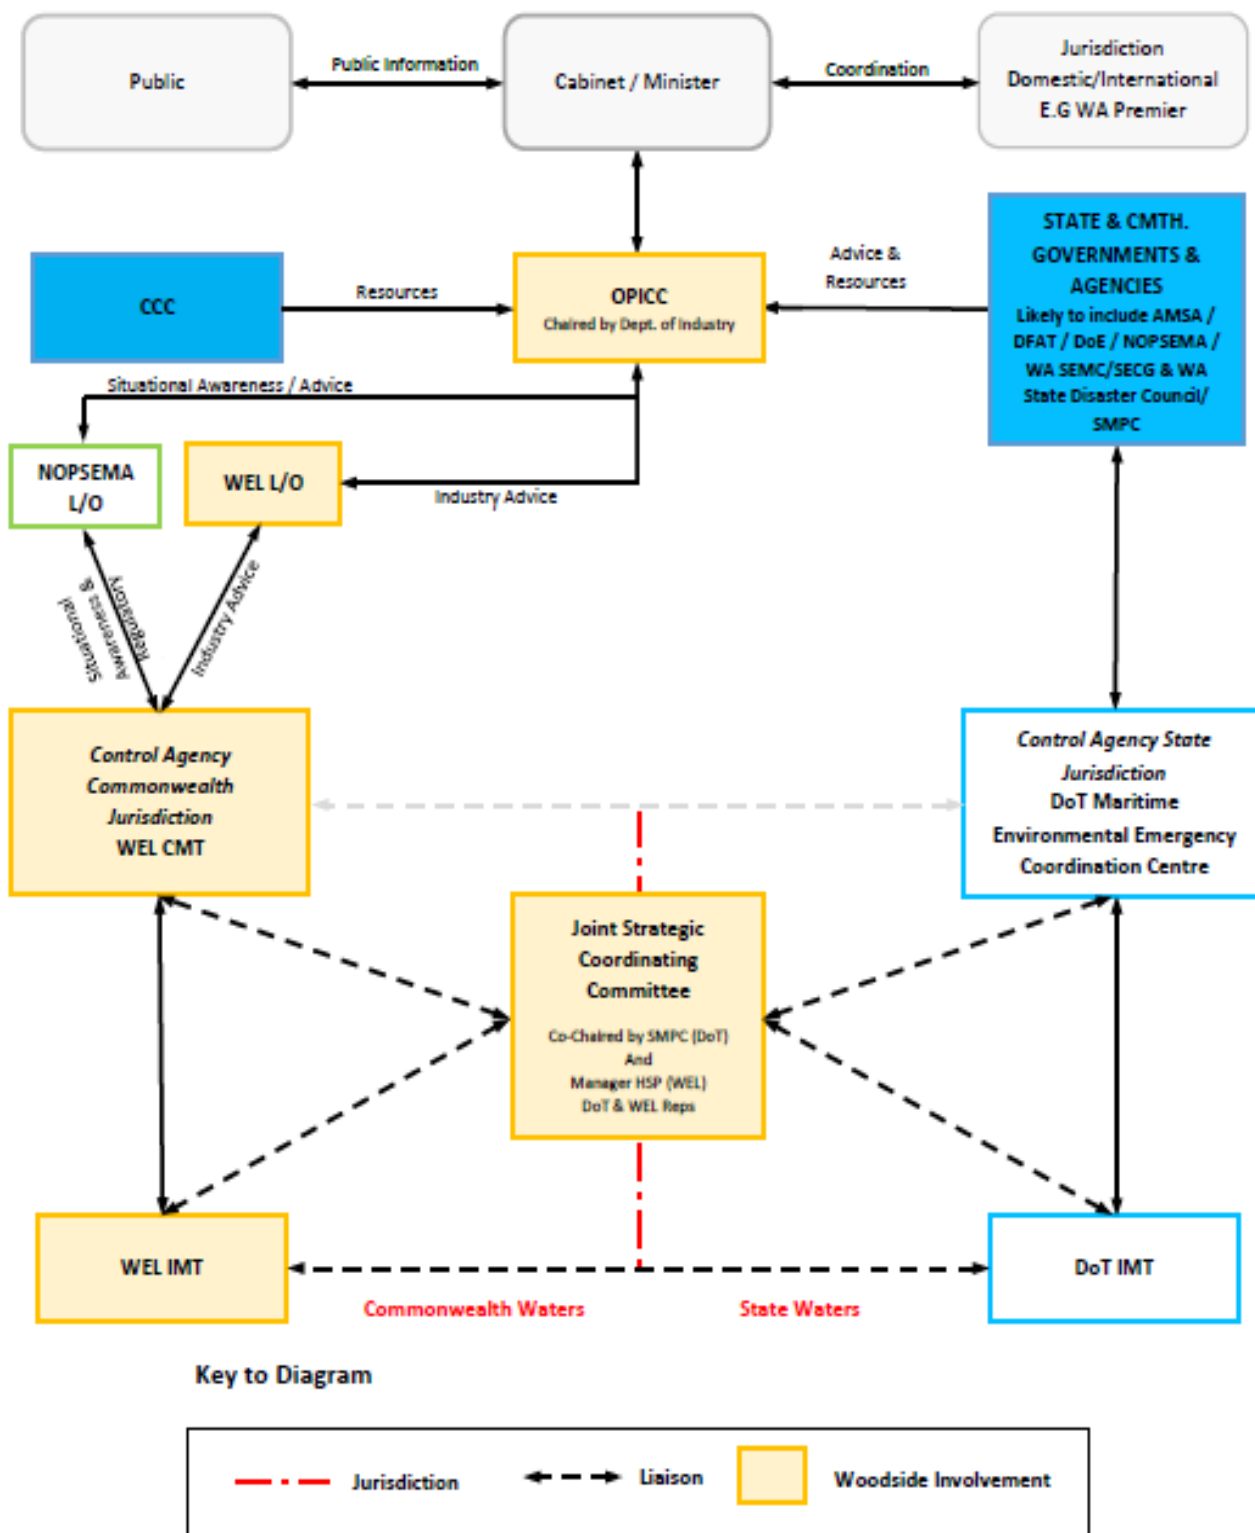 Public
Public Information
Cabinet / Minister
Coordination
Jurisdiction
Domestic/International
E.G WA Premier
CCC
Resources
OPICC
Chaired by Dept. of Industry
Advice &
Resources
STATE & CMTH.
GOVERNMENTS &
AGENCIES
Likely to include AMSA /
DFAT / DoE / NOPSEMA /
WA SEMC/SECG & WA
State Disaster Council/
SMPC
Situational Awareness / Advice
NOPSEMA
L/O
WEL L/O
Industry Advice
Situational
Awareness &
Regulatory
Industry Advice
Control Agency
Commonwealth
Jurisdiction
WEL CMT
Control Agency State
Jurisdiction
DoT Maritime
Environmental Emergency
Coordination Centre
Joint Strategic
Coordinating
Committee
Co-Chaired by SMPC (DoT)
And
Manager HSP (WEL)
DoT & WEL Reps
WEL IMT
DoT IMT
Commonwealth Waters
State Waters
Key to Diagram
Jurisdiction
Liaison
Woodside Involvement